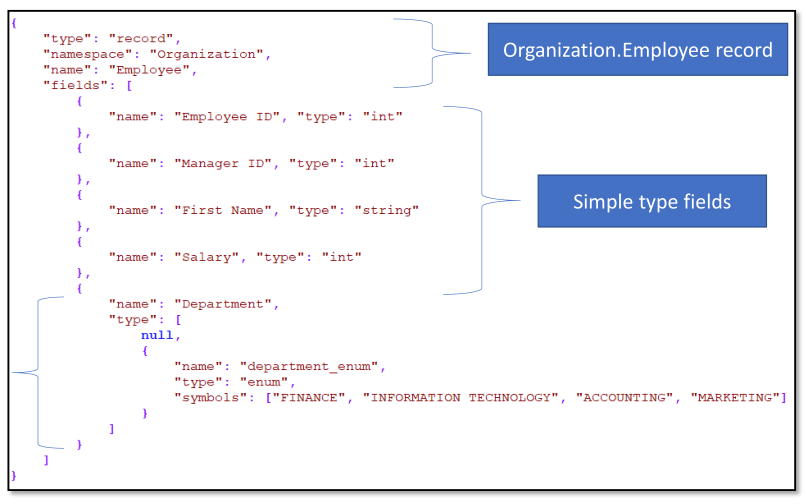 {
"type": "record",
"namespace": "Organization",
"name": "Employee",
"fields": [
{
"name": "Employee ID", "type": "int"
},
{
"name": "Manager ID", "type": "int"
},
{
"name": "First Name", "type": "string"
},
{
"name": "Salary", "type": "int"
},
{
"name": "Department",
"type": [
null,
{
"name": "department_enum",
"type": "enum",
"symbols": ["FINANCE", "INFORMATION TECHNOLOGY", "ACCOUNTING", "MARKETING"]
}
]
}
]
}
Organization.Employee record
Simple type fields